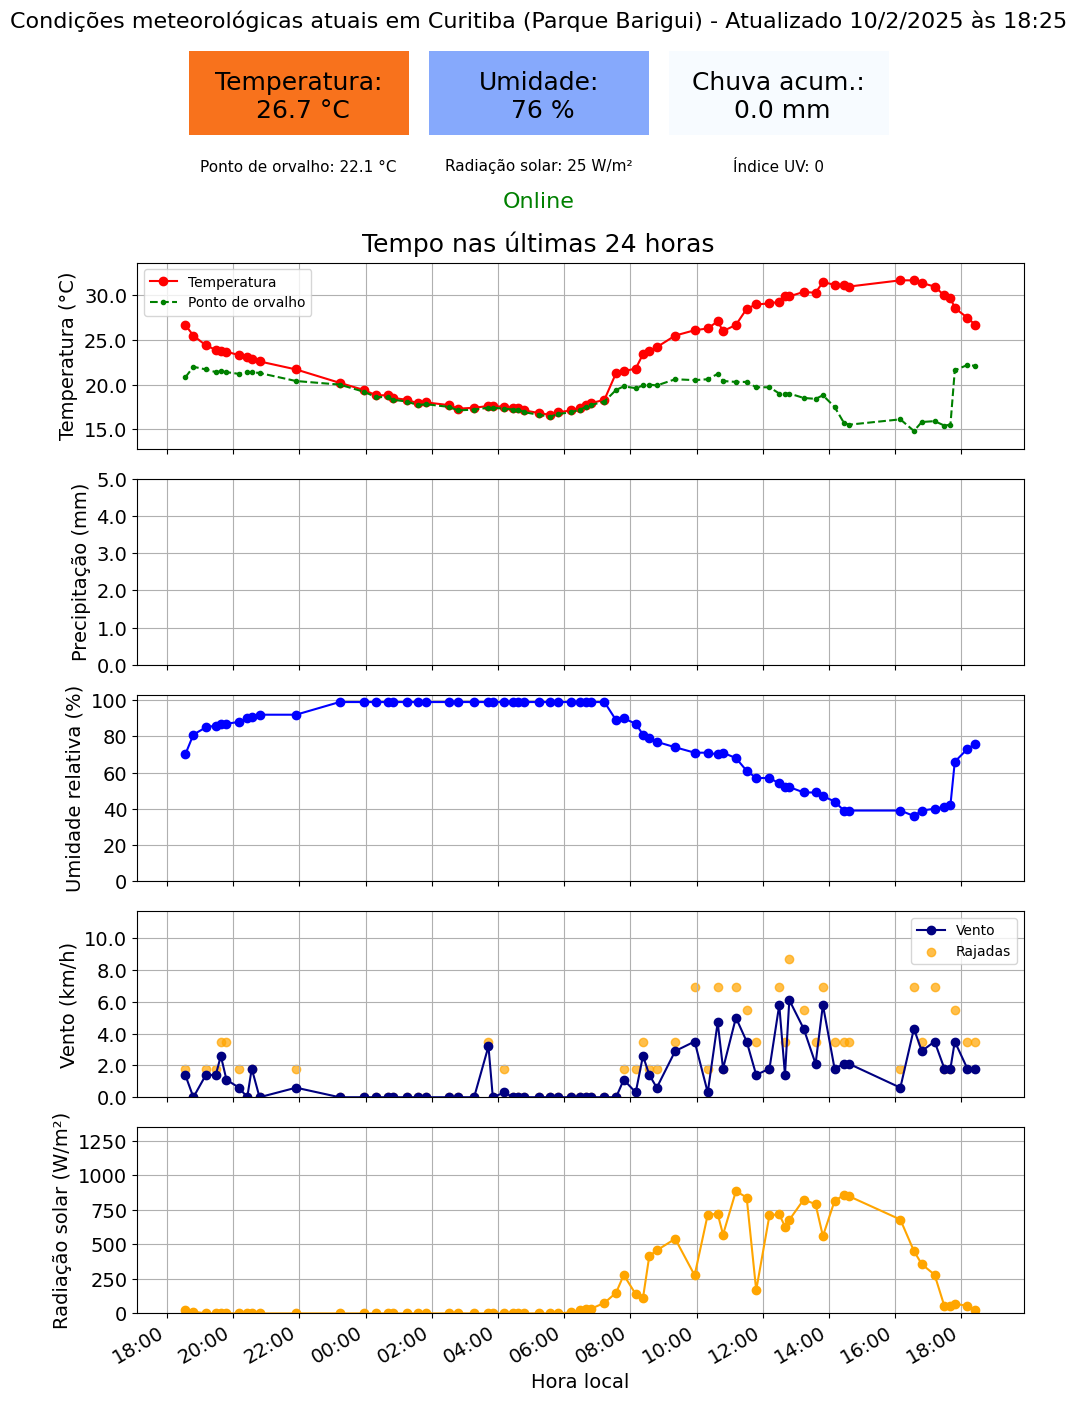 Condições meteorológicas atuais em Curitiba (Parque Barigui) - Atualizado 10/2/2025 às 18:25
Temperatura:
26.7 °C
Umidade:
76 %
Chuva acum.:
0.0 mm
Ponto de orvalho: 22.1 °C
Radiação solar: 25 W/m²
Índice UV: 0
Online
Tempo nas últimas 24 horas
Temperatura (°C)
30.0
25.0
20.0
15.0
Temperatura
Ponto de orvalho
Precipitação (mm)
5.0
4.0
3.0
2.0
1.0
0.0
Umidade relativa (%)
100
80
60
40
20
0
Vento (km/h)
10.0
8.0
6.0
4.0
2.0
0.0
Vento
Rajadas
Radiação solar (W/m²)
1250
1000
750
500
250
0
18:00
20:00
22:00
00:00
02:00
04:00
06:00
08:00
10:00
12:00
14:00
16:00
18:00
Hora local